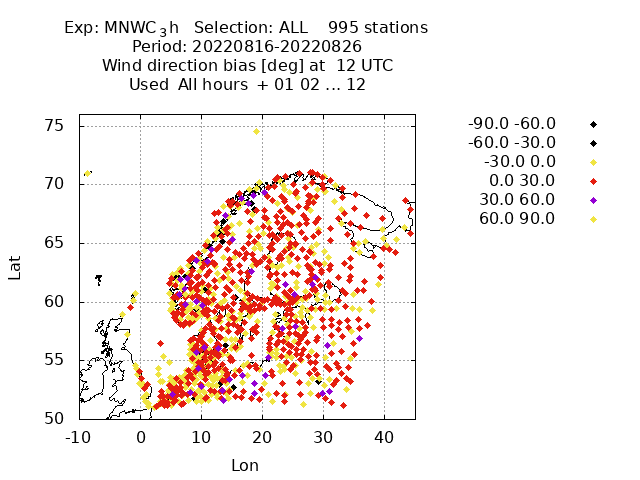 Exp: MNWC_3h   Selection: ALL    995 stations
Period: 20220816-20220826
Wind direction bias [deg] at  12 UTC
Used  All hours  + 01 02 ... 12
-90.0 -60.0
-60.0 -30.0
-30.0 0.0
0.0 30.0
30.0 60.0
60.0 90.0
75
70
65
60
55
50
Lat
-10 0 10 20 30 40
Lon